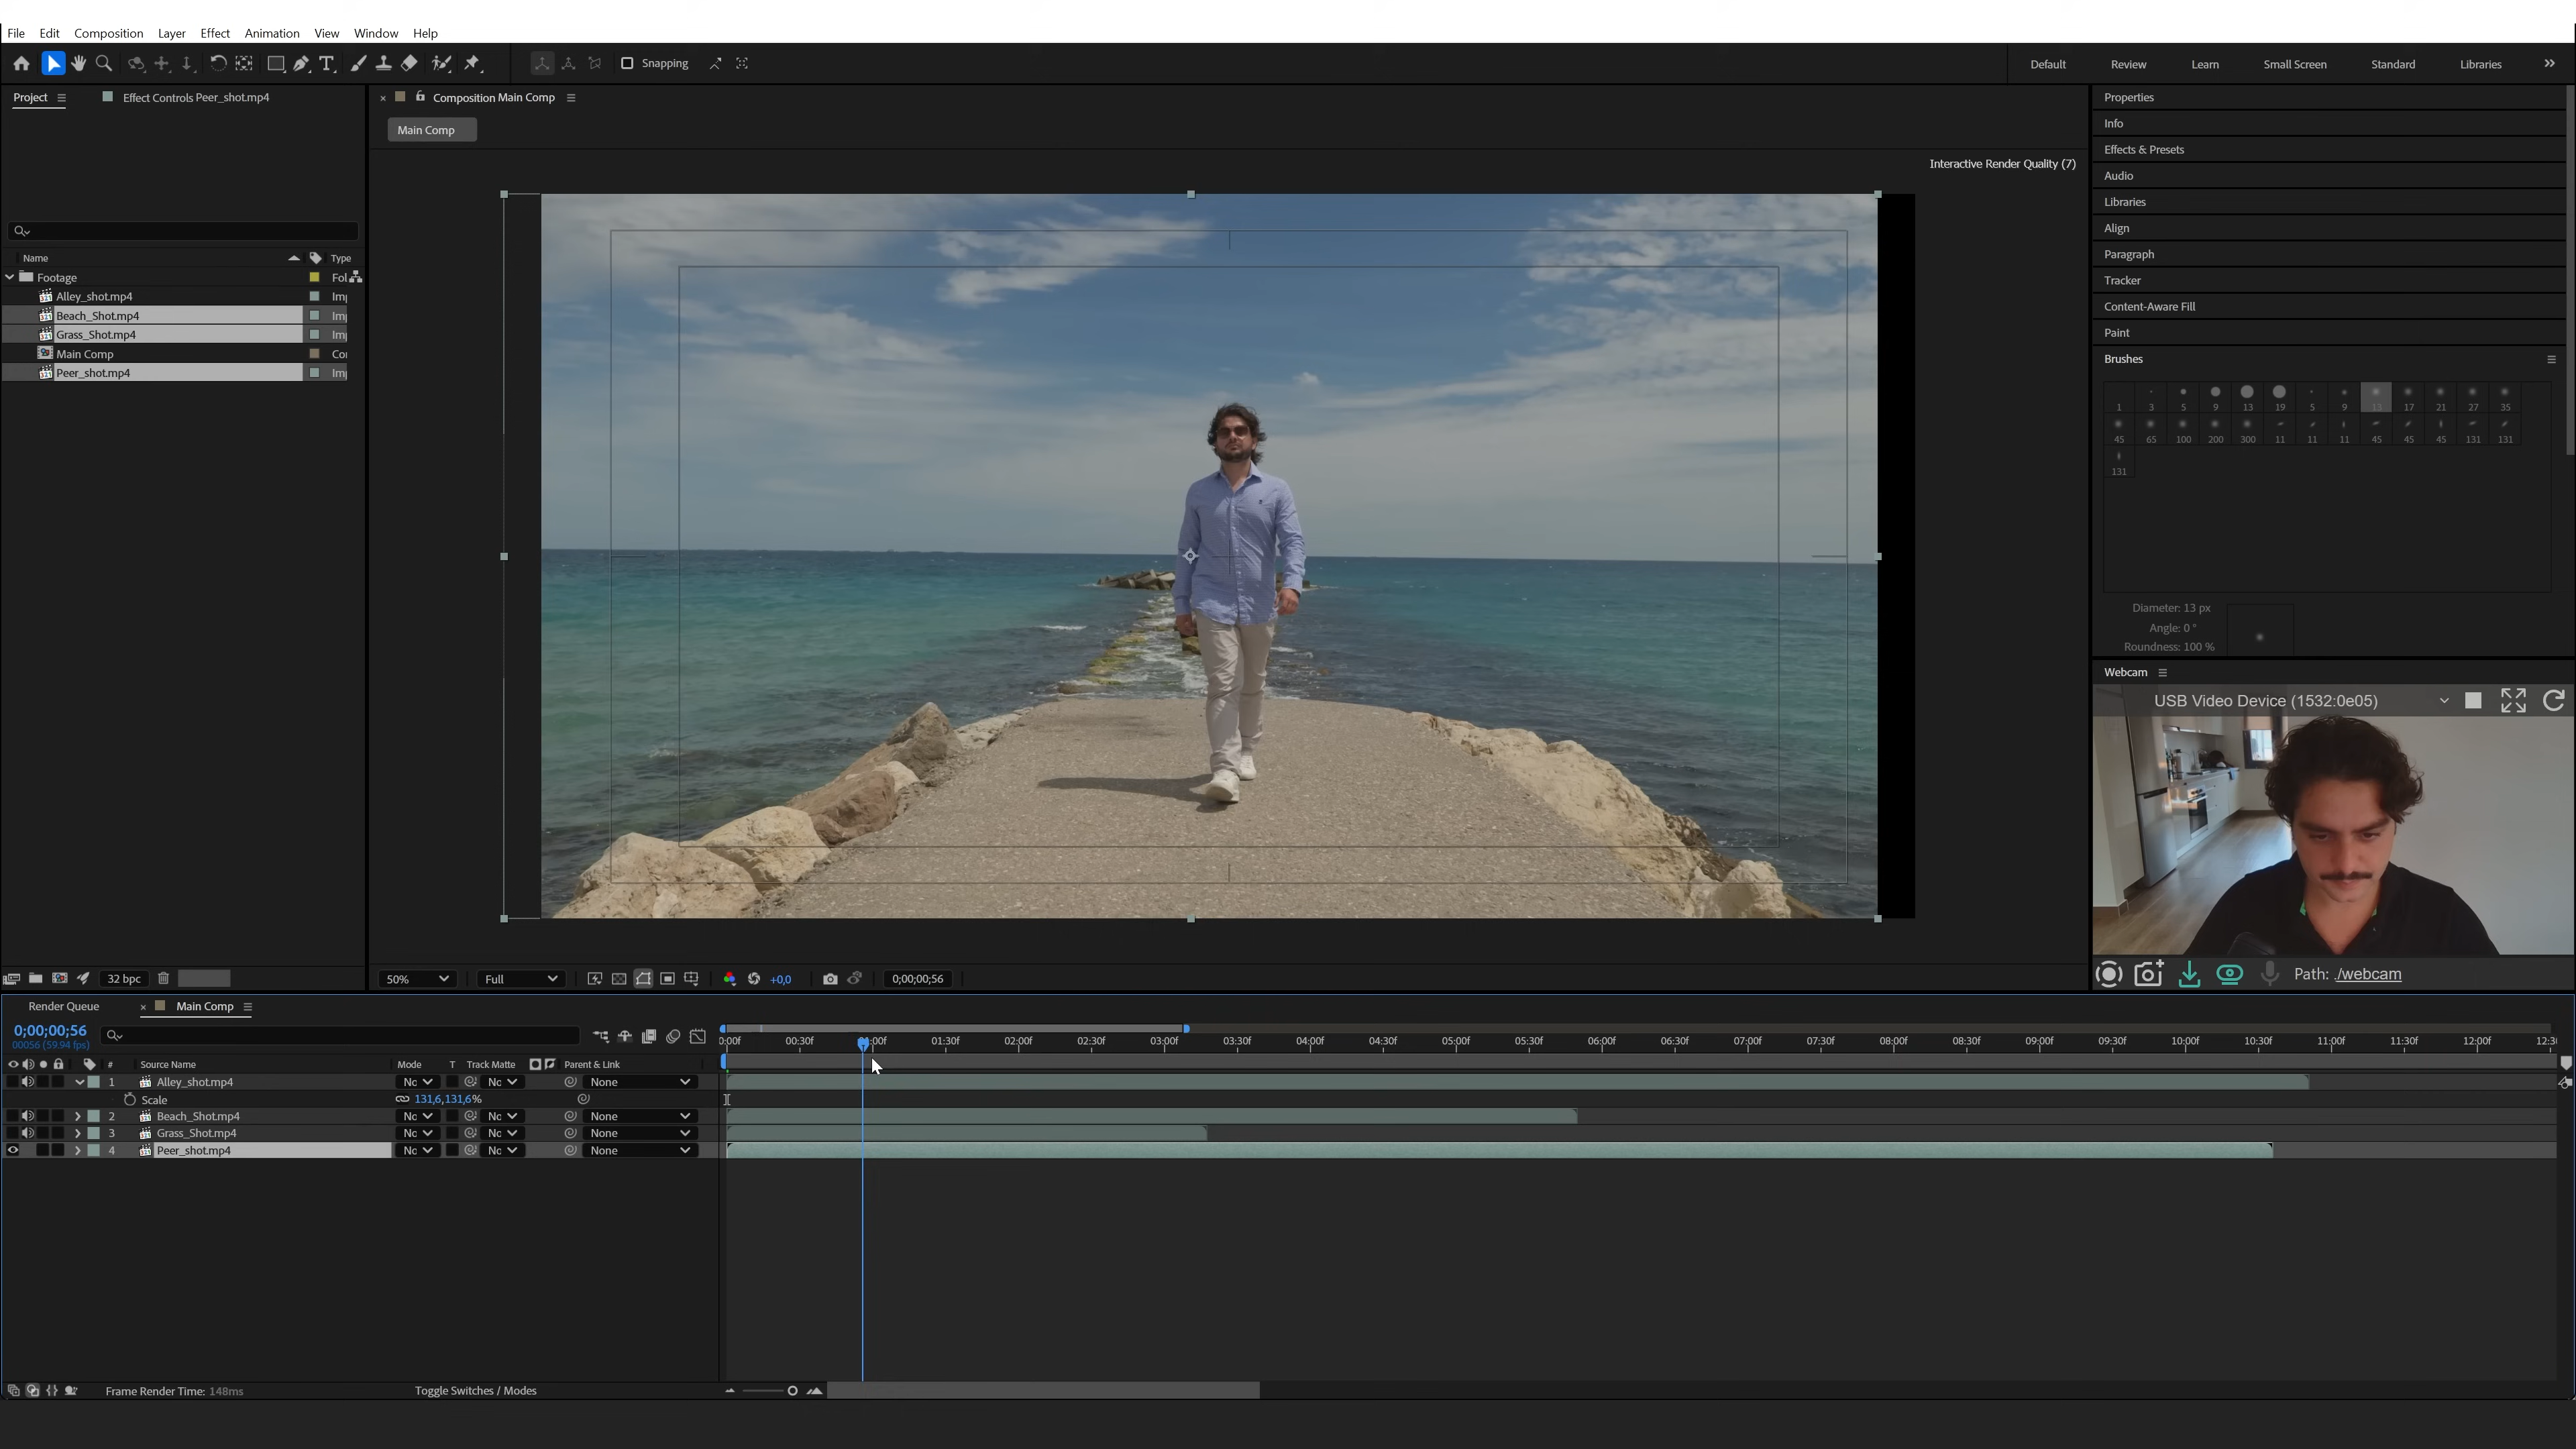 File Edit Composition Layer Effect Animation View Window Help
Snapping
Default Review Learn Small Screen Standard Libraries
Project Effect Controls Peer_shot.mp4
Composition Main Comp
Main Comp
Interactive Render Quality (7)
Name Type
Footage Fol
Alley_shot.mp4 Im
Beach_Shot.mp4 Im
Grass_Shot.mp4 Im
Main Comp Co
Peer_shot.mp4 Im
32 bpc
50% Full +0,0 0;00;00;56
Properties
Info
Effects & Presets
Audio
Libraries
Align
Paragraph
Tracker
Content-Aware Fill
Paint
Brushes
1 3 5 9 13 19 5 9 13 17 21 27 35
45 65 100 200 300 11 11 11 45 45 45 131 131
131
Diameter: 13 px
Angle: 0 °
Roundness: 100 %
Webcam
USB Video Device (1532:0e05)
Path: ./webcam
Render Queue Main Comp
0;00;00;56
00056 (59.94 fps)
0:00f 00:30f 00f 01:30f 02:00f 02:30f 03:00f 03:30f 04:00f 04:30f 05:00f 05:30f 06:00f 06:30f 07:00f 07:30f 08:00f 08:30f 09:00f 09:30f 10:00f 10:30f 11:00f 11:30f 12:00f 12:3
# Source Name Mode T Track Matte Parent & Link
1 Alley_shot.mp4 Nc Nc None
Scale 131,6,131,6%
2 Beach_Shot.mp4 Nc Nc None
3 Grass_Shot.mp4 Nc Nc None
4 Peer_shot.mp4 Nc Nc None
Frame Render Time: 148ms Toggle Switches / Modes